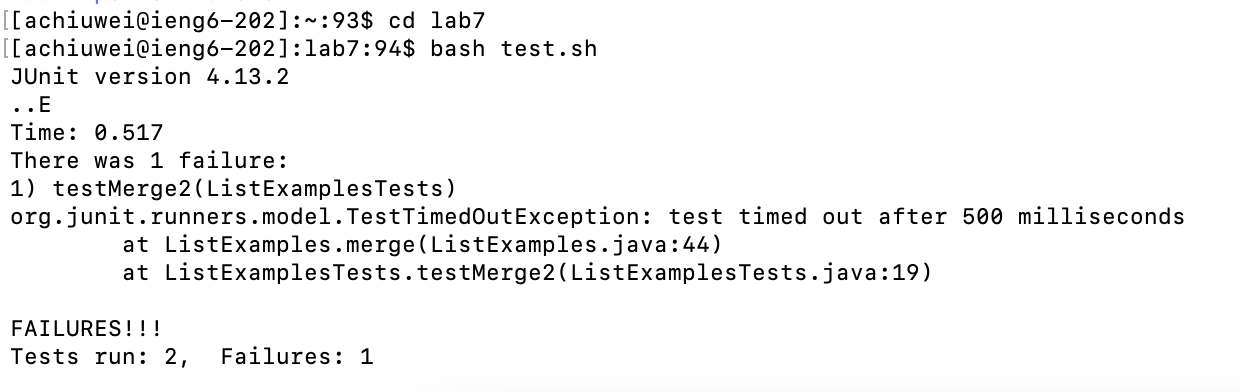 [[achiuwei@ieng6-202]:~:93$ cd lab7
[[achiuwei@ieng6-202]:lab7:94$ bash test.sh
JUnit version 4.13.2
..E
Time: 0.517
There was 1 failure:
1) testMerge2(ListExamplesTests)
org.junit.runners.model.TestTimedOutException: test timed out after 500 milliseconds
        at ListExamples.merge(ListExamples.java:44)
        at ListExamplesTests.testMerge2(ListExamplesTests.java:19)

FAILURES!!!
Tests run: 2,  Failures: 1